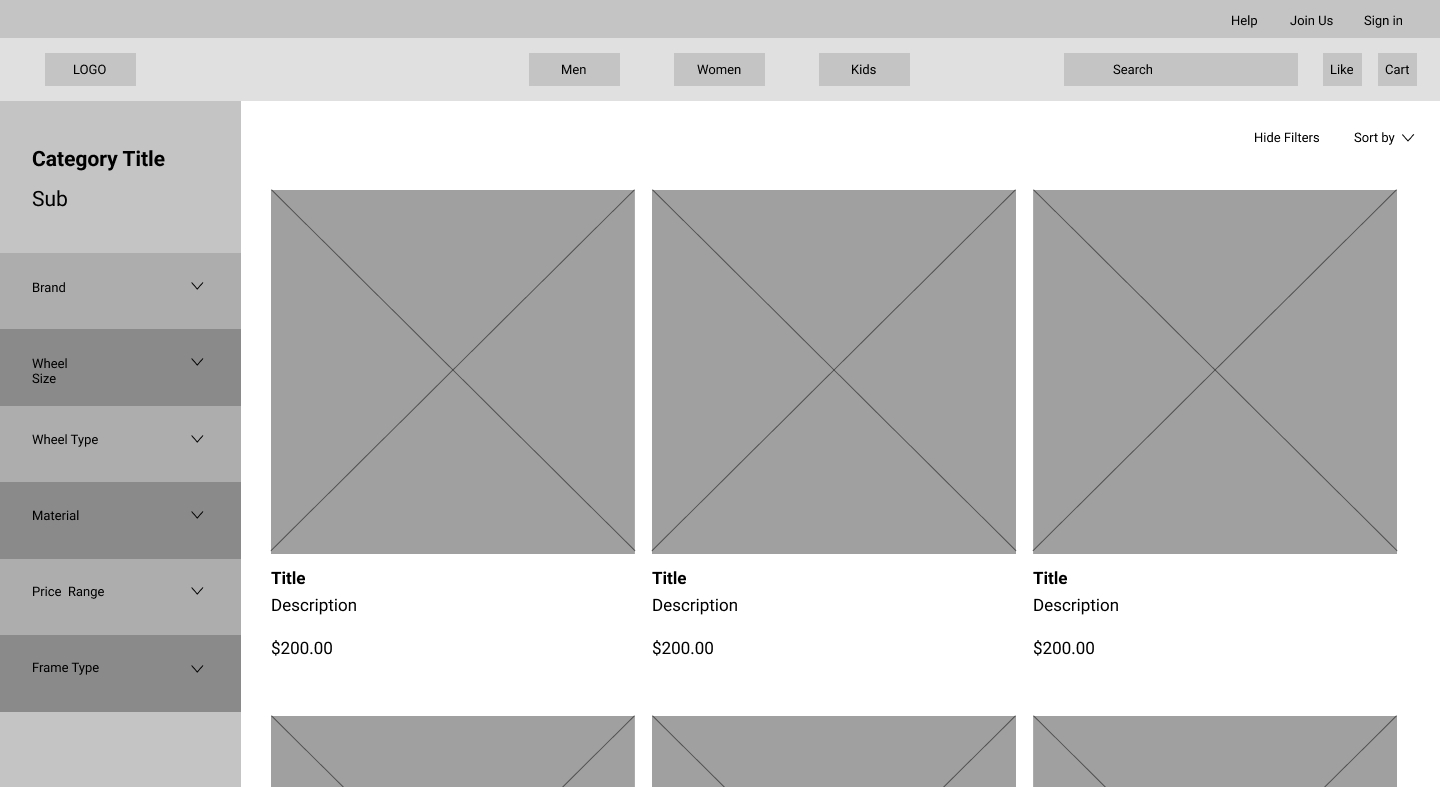 Help Join Us Sign in
LOGO Men Women Kids Search Like Cart
Hide Filters Sort by
Category Title
Sub
Brand
Wheel
Size
Wheel Type
Material
Price Range
Frame Type
Title Title Title
Description Description Description
$200.00 $200.00 $200.00